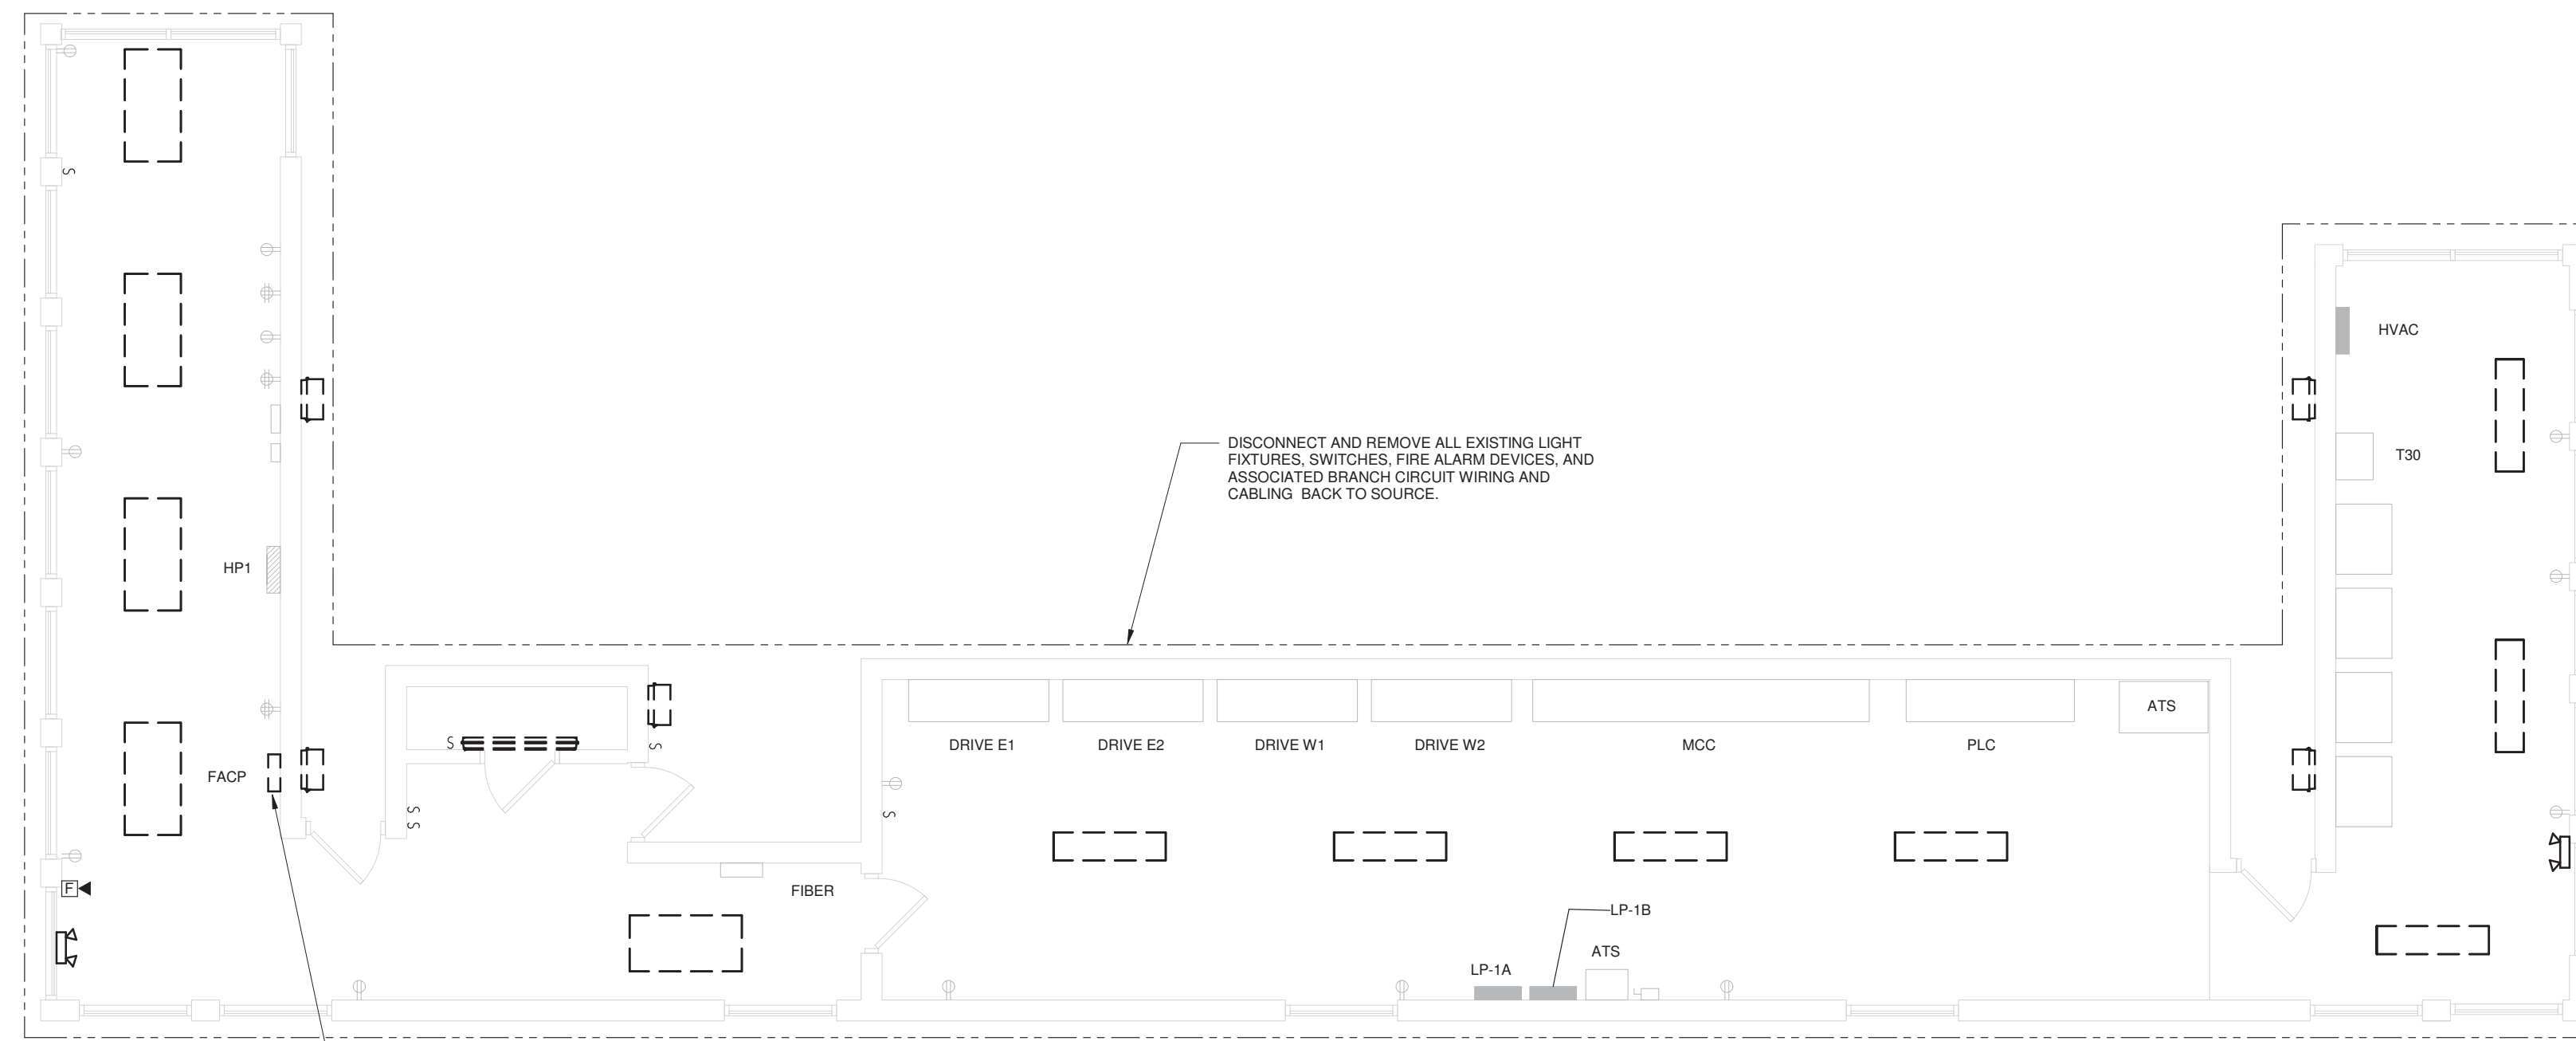 HVAC
DISCONNECT AND REMOVE ALL EXISTING LIGHT
FIXTURES, SWITCHES, FIRE ALARM DEVICES, AND
ASSOCIATED BRANCH CIRCUIT WIRING AND
CABLING BACK TO SOURCE.
T30
HP1
ATS
S
S
S
DRIVE E1
DRIVE E2
DRIVE W1
DRIVE W2
MCC
PLC
FACP
S
S
S
F
FIBER
LP-1B
ATS
LP-1A